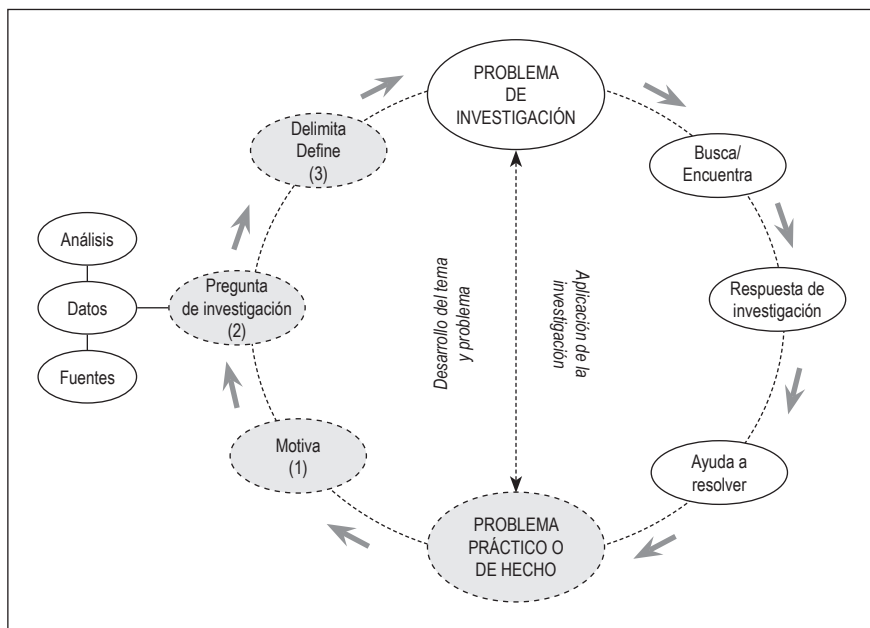 PROBLEMA
DE
INVESTIGACIÓN
Delimita
Define
(3)
Busca/
Encuentra
Análisis
Datos
Fuentes
Pregunta
de investigación
(2)
Desarrollo del tema
y problema
Aplicación de la
investigación
Respuesta de
investigación
Motiva
(1)
Ayuda a
resolver
PROBLEMA
PRÁCTICO O
DE HECHO